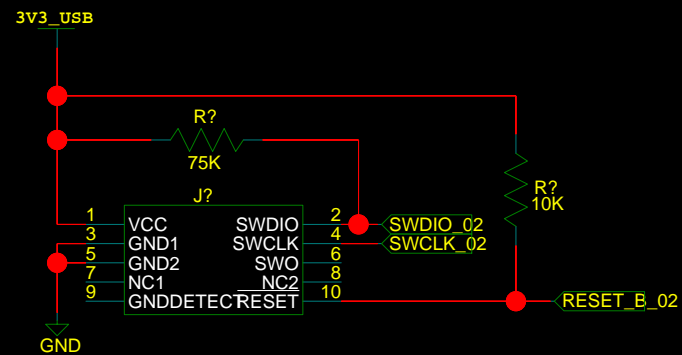 3V3_USB
R?
75K
R?
10K
J?
1 VCC SWDIO 2 SWDIO_02
3 GND1 SWCLK 4 SWCLK_02
5 GND2 SWO 6
7 NC1 NC2 8
9 GNDDETECT RESET 10 RESET_B_02
GND